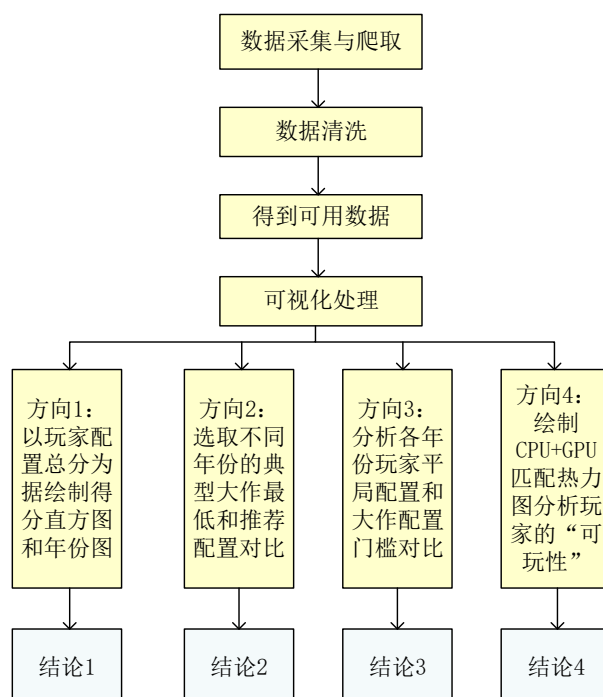 数据采集与爬取
数据清洗
得到可用数据
可视化处理
方向1：
以玩家配
置总分为
据绘制得
分直方图
和年份图
方向2：
选取不同
年份的典
型大作最
低和推荐
配置对比
方向3：
分析各年
份玩家平
局配置和
大作配置
门槛对比
方向4：
绘制
CPU+GPU
匹配热力
图分析玩
家的“可
玩性”
结论1
结论2
结论3
结论4